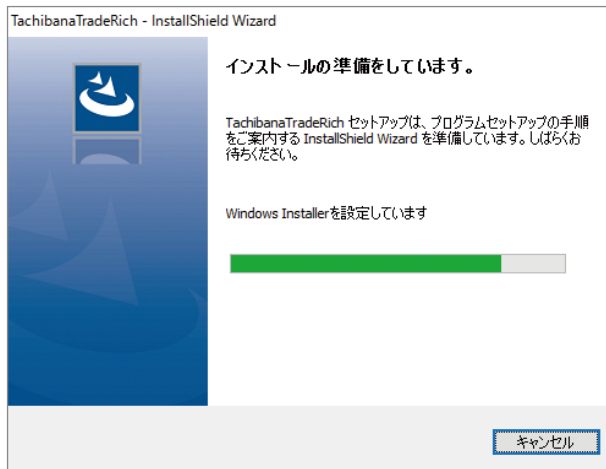 TachibanaTradeRich - InstallShield Wizard
インストールの準備をしています。
TachibanaTradeRich セットアップは、プログラムセットアップの手順
をご案内する InstallShield Wizard を準備しています。しばらくお
待ちください。
Windows Installerを設定しています
キャンセル